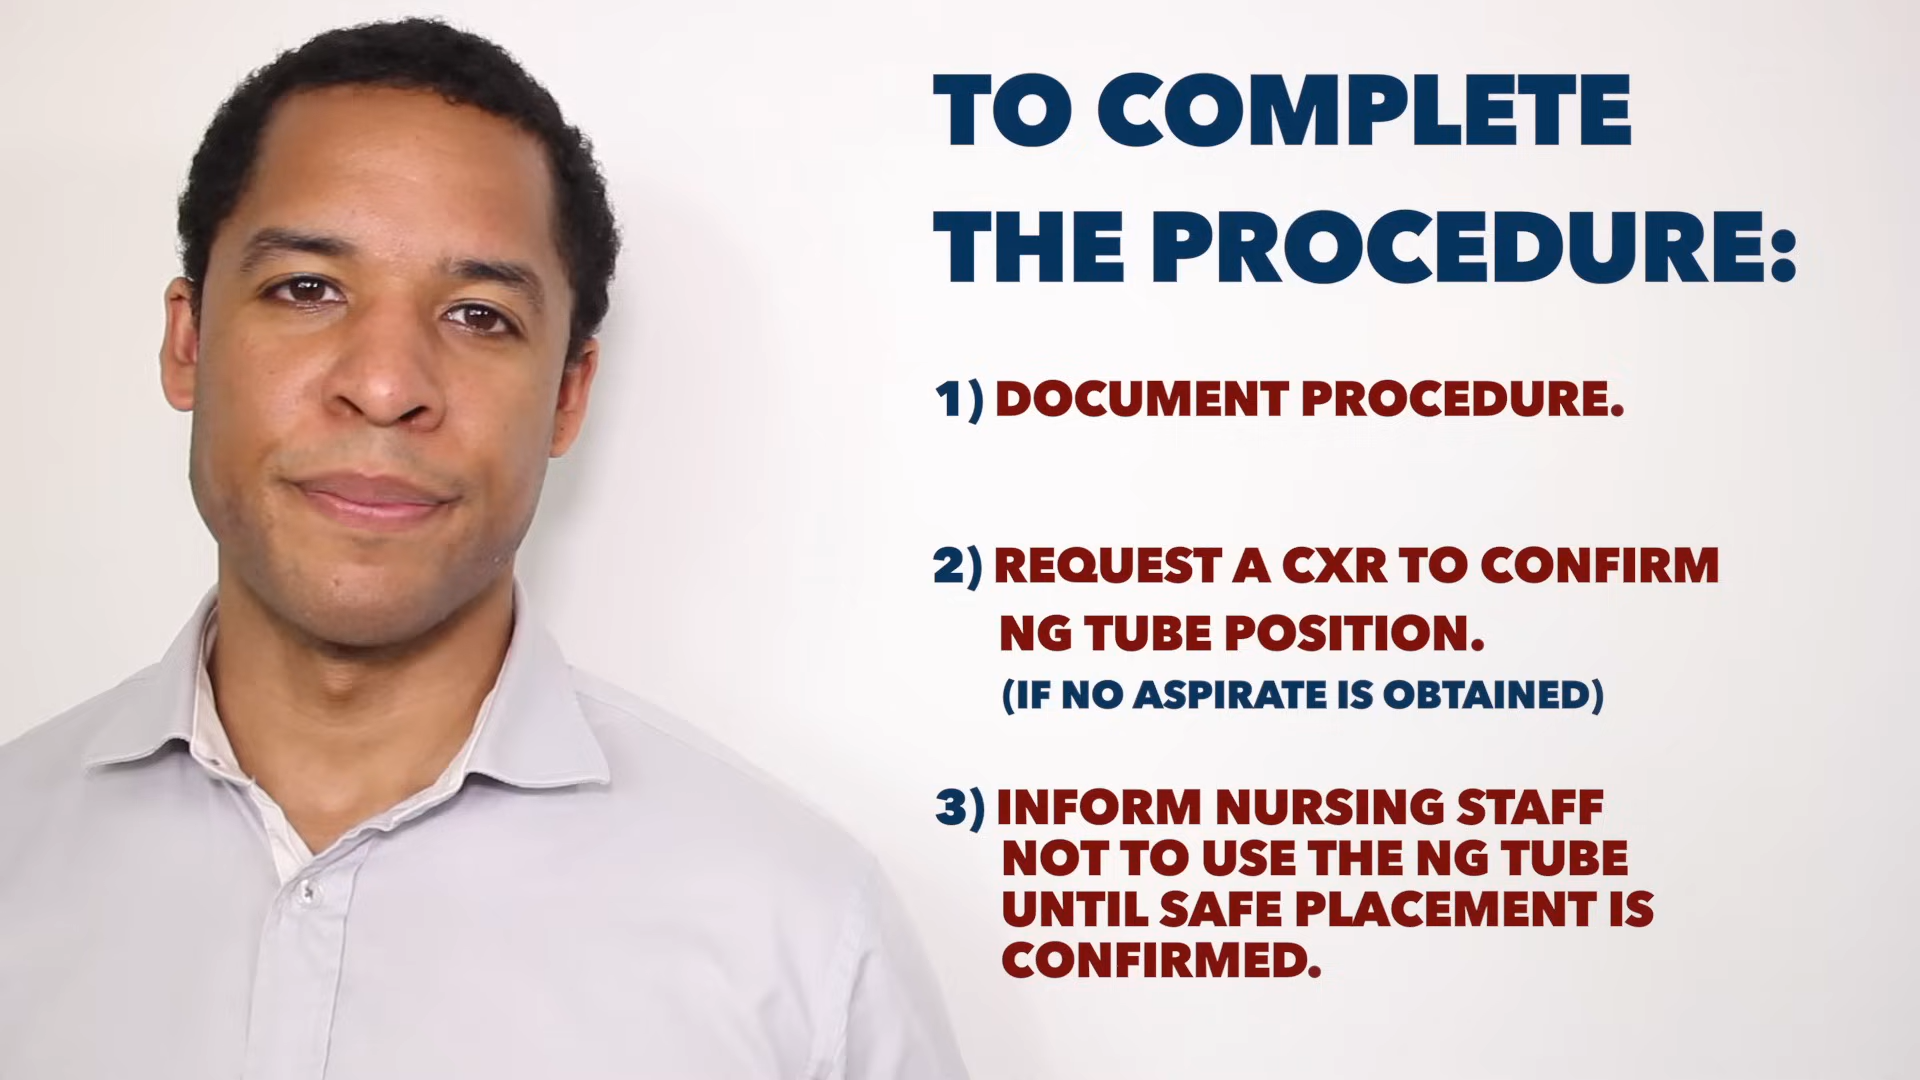 TO COMPLETE
THE PROCEDURE:
1) DOCUMENT PROCEDURE.
2) REQUEST A CXR TO CONFIRM
NG TUBE POSITION.
(IF NO ASPIRATE IS OBTAINED)
3) INFORM NURSING STAFF
NOT TO USE THE NG TUBE
UNTIL SAFE PLACEMENT IS
CONFIRMED.